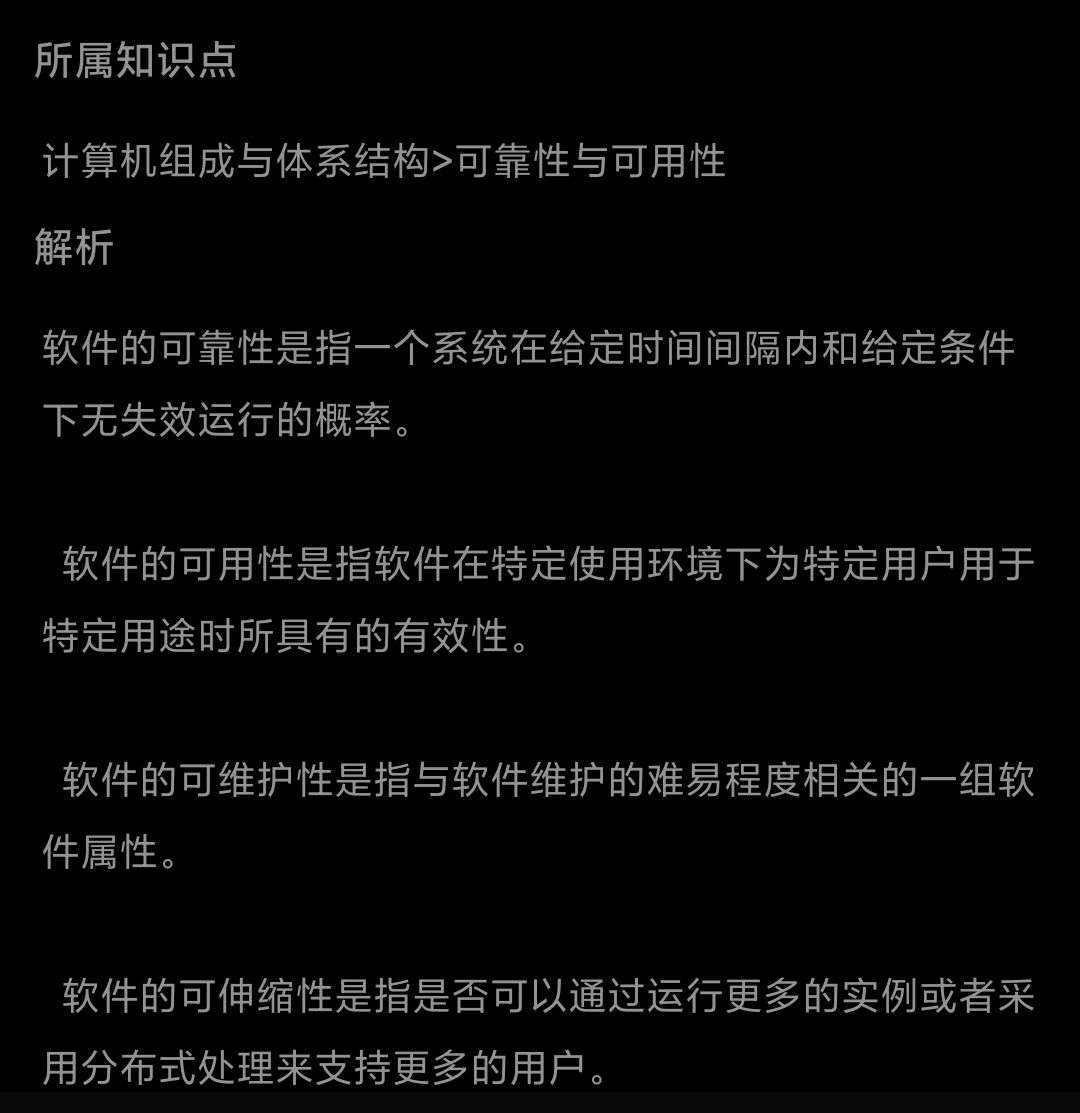 所属知识点
计算机组成与体系结构>可靠性与可用性
解析
软件的可靠性是指一个系统在给定时间间隔内和给定条件
下无失效运行的概率。
软件的可用性是指软件在特定使用环境下为特定用户用于
特定用途时所具有的有效性。
软件的可维护性是指与软件维护的难易程度相关的一组软
件属性。
软件的可伸缩性是指是否可以通过运行更多的实例或者采
用分布式处理来支持更多的用户。